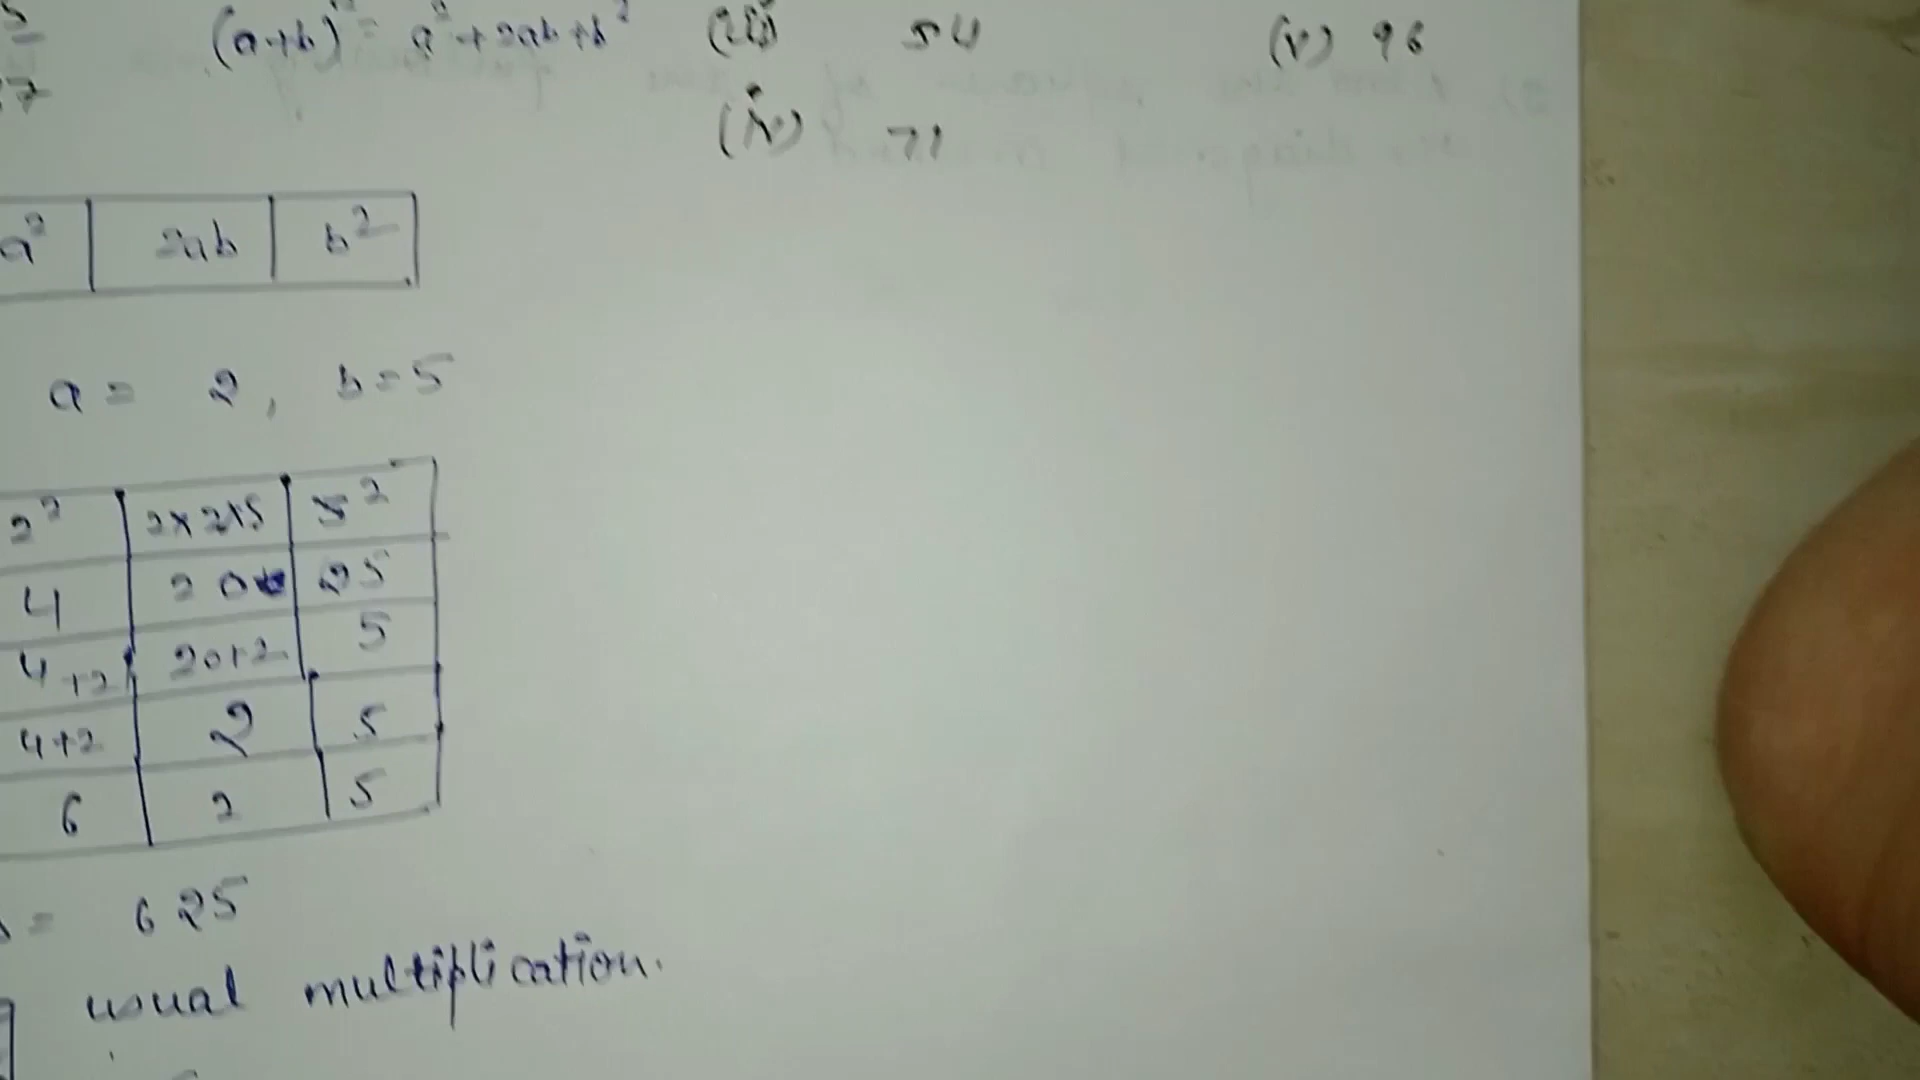 (a+b)² = a² + 2ab + b² (iii) 54 (v) 96
37
(iv) 71
a² 2ab b²
a = 2, b = 5
2² 2×2×5 5²
4 20 25
4+2 20+2 5
4+2 2 5
6 2 5
= 625
usual multiplication.